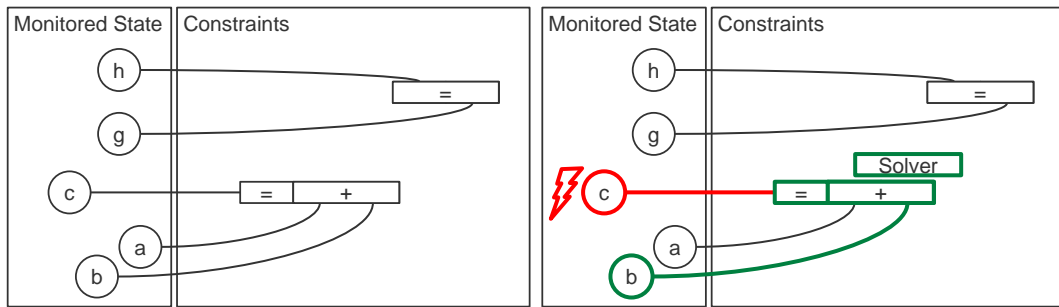 Monitored State
Constraints
h
=
g
c
=
+
a
b
Monitored State
Constraints
h
=
g
Solver
c
=
+
a
b